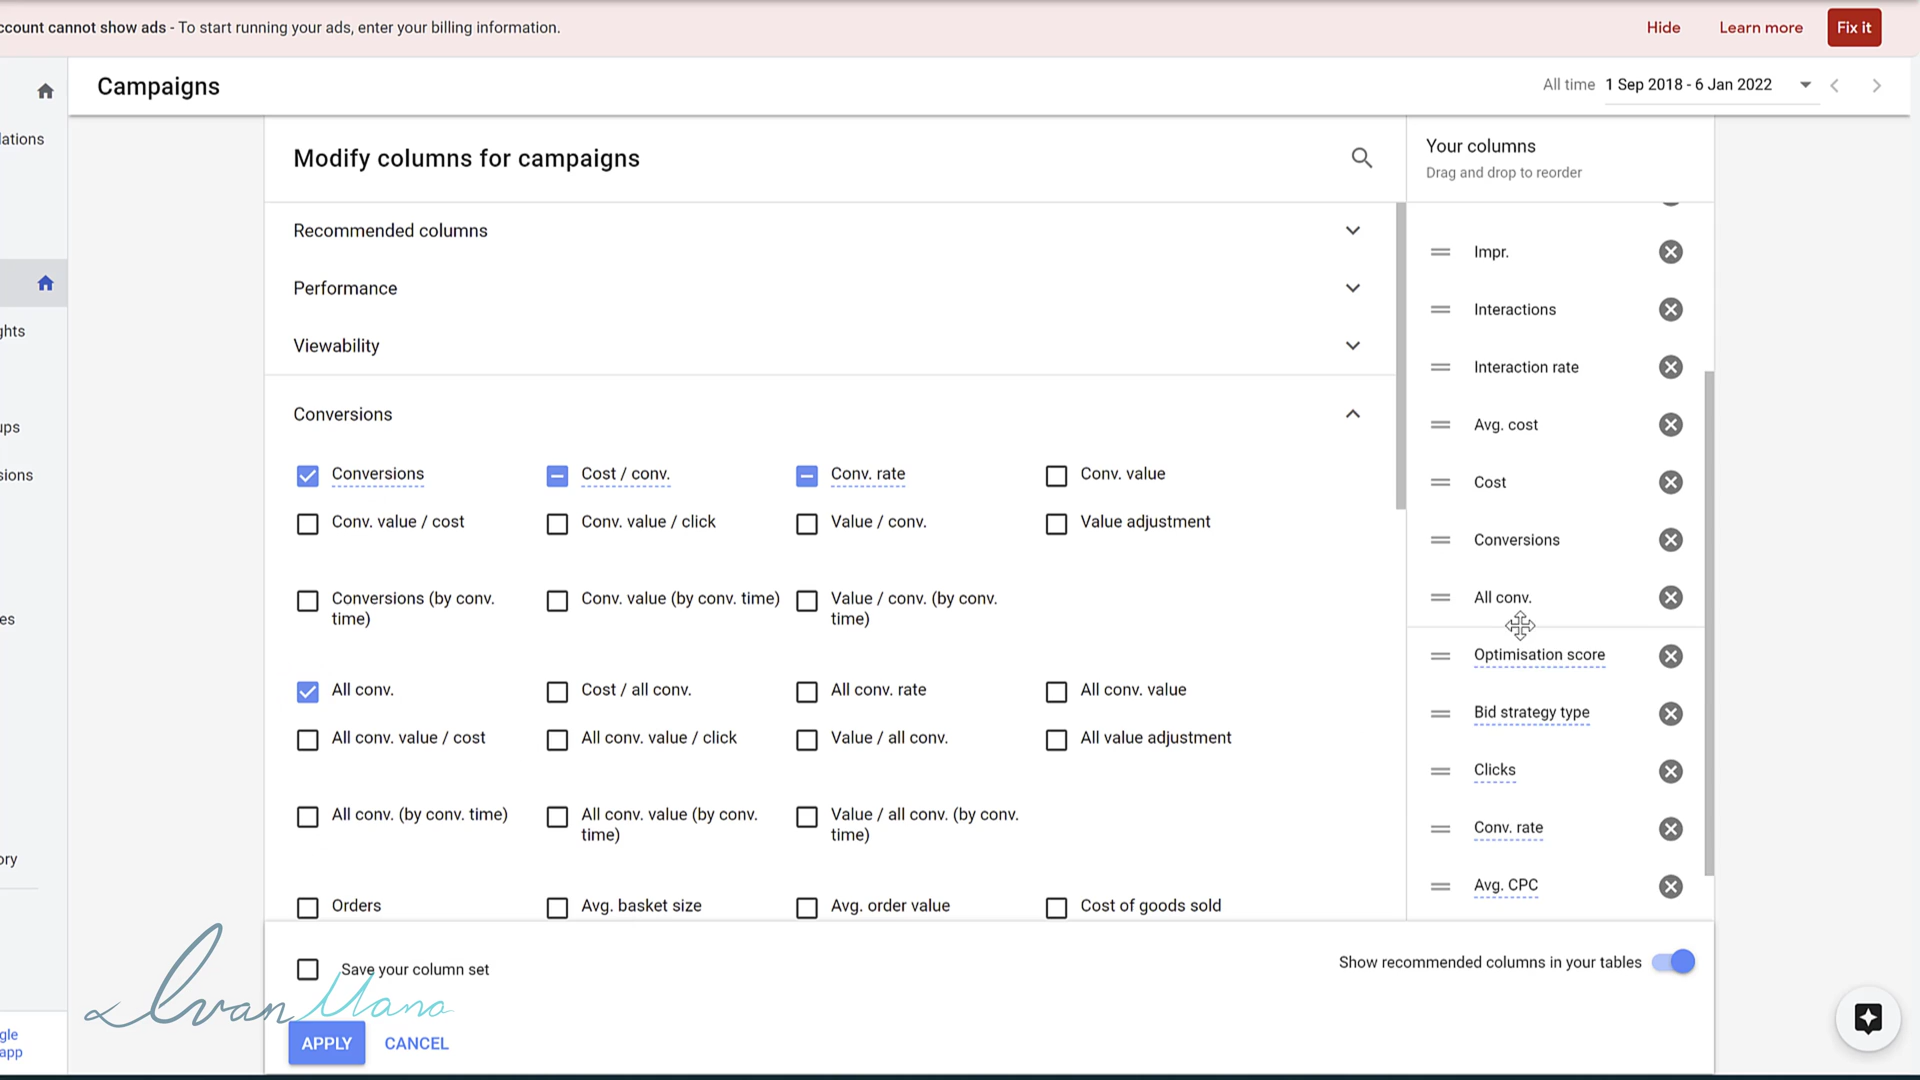 ccount cannot show ads - To start running your ads, enter your billing information.
Hide
Learn more
Fix it
Campaigns
All time 1 Sep 2018 - 6 Jan 2022
lations
ghts
ups
sions
es
ory
gle
app
Modify columns for campaigns
Recommended columns
Performance
Viewability
Conversions
Conversions
Cost / conv.
Conv. rate
Conv. value
Conv. value / cost
Conv. value / click
Value / conv.
Value adjustment
Conversions (by conv.
time)
Conv. value (by conv. time)
Value / conv. (by conv.
time)
All conv.
Cost / all conv.
All conv. rate
All conv. value
All conv. value / cost
All conv. value / click
Value / all conv.
All value adjustment
All conv. (by conv. time)
All conv. value (by conv.
time)
Value / all conv. (by conv.
time)
Orders
Avg. basket size
Avg. order value
Cost of goods sold
Your columns
Drag and drop to reorder
Impr.
Interactions
Interaction rate
Avg. cost
Cost
Conversions
All conv.
Optimisation score
Bid strategy type
Clicks
Conv. rate
Avg. CPC
Save your column set
Show recommended columns in your tables
Ivan Mana
APPLY
CANCEL